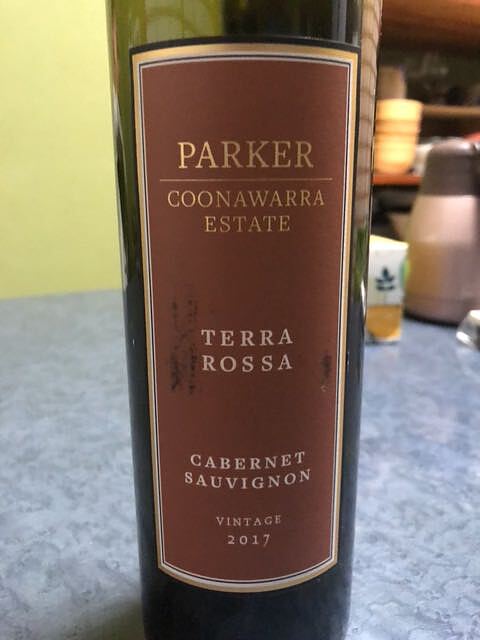 PARKER
COONAWARRA
ESTATE
TERRA
ROSSA
CABERNET
SAUVIGNON
VINTAGE
2017